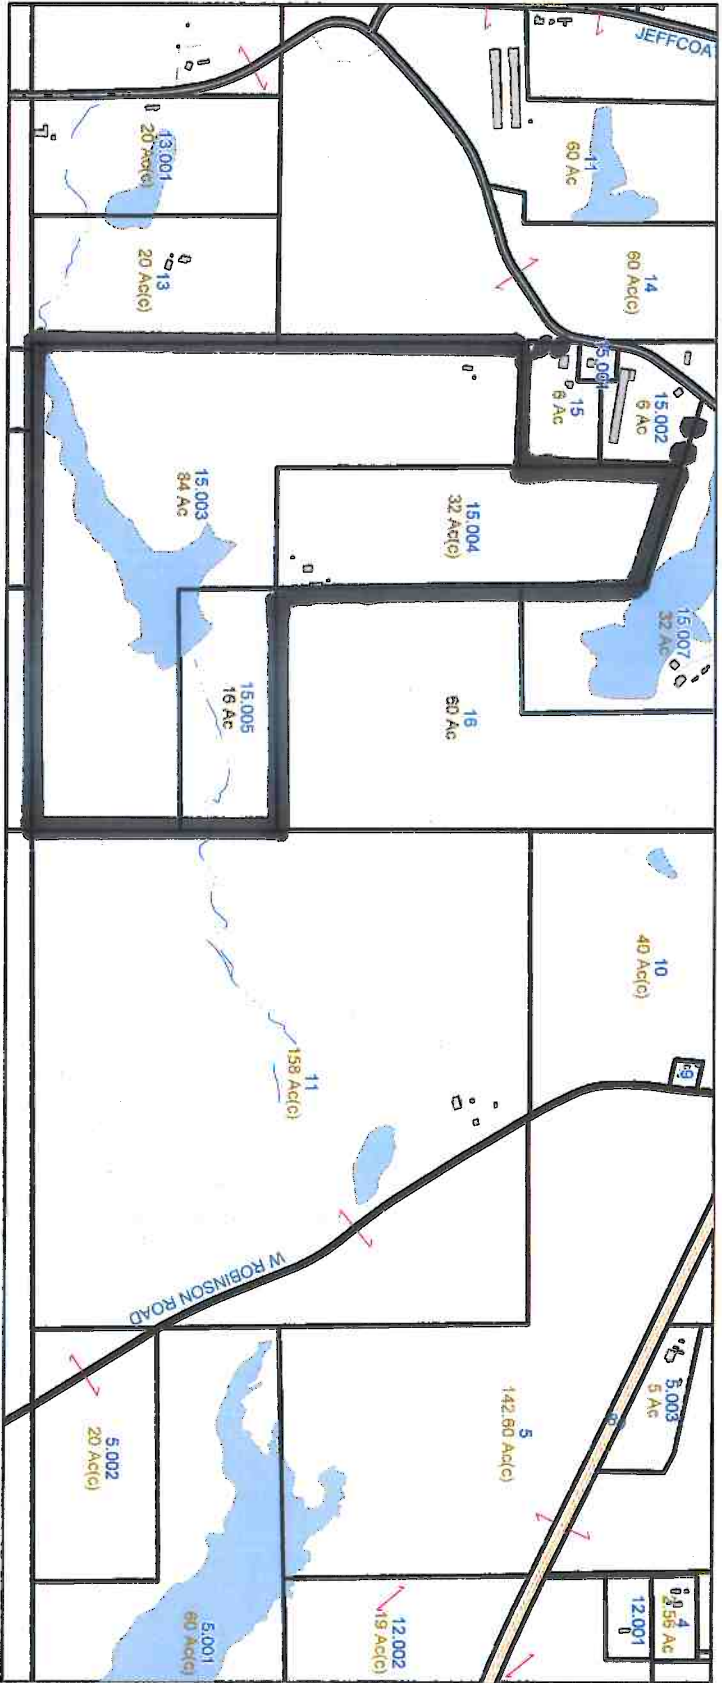 JEFFCOA
11
60 Ac
14
60 Ac(c)
13.001
20 Ac(c)
13
20 Ac(c)
15.001
15.002
6 Ac
15
6 Ac
15.003
84 Ac
15.004
32 Ac(c)
15.007
32 Ac
15.005
16 Ac
16
60 Ac
10
40 Ac(c)
9
11
158 Ac(c)
W ROBINSON ROAD
5.003
5 Ac
5
142.60 Ac(c)
5.002
20 Ac(c)
5.001
60 Ac(c)
12.002
19 Ac(c)
12.001
4
2.56 Ac